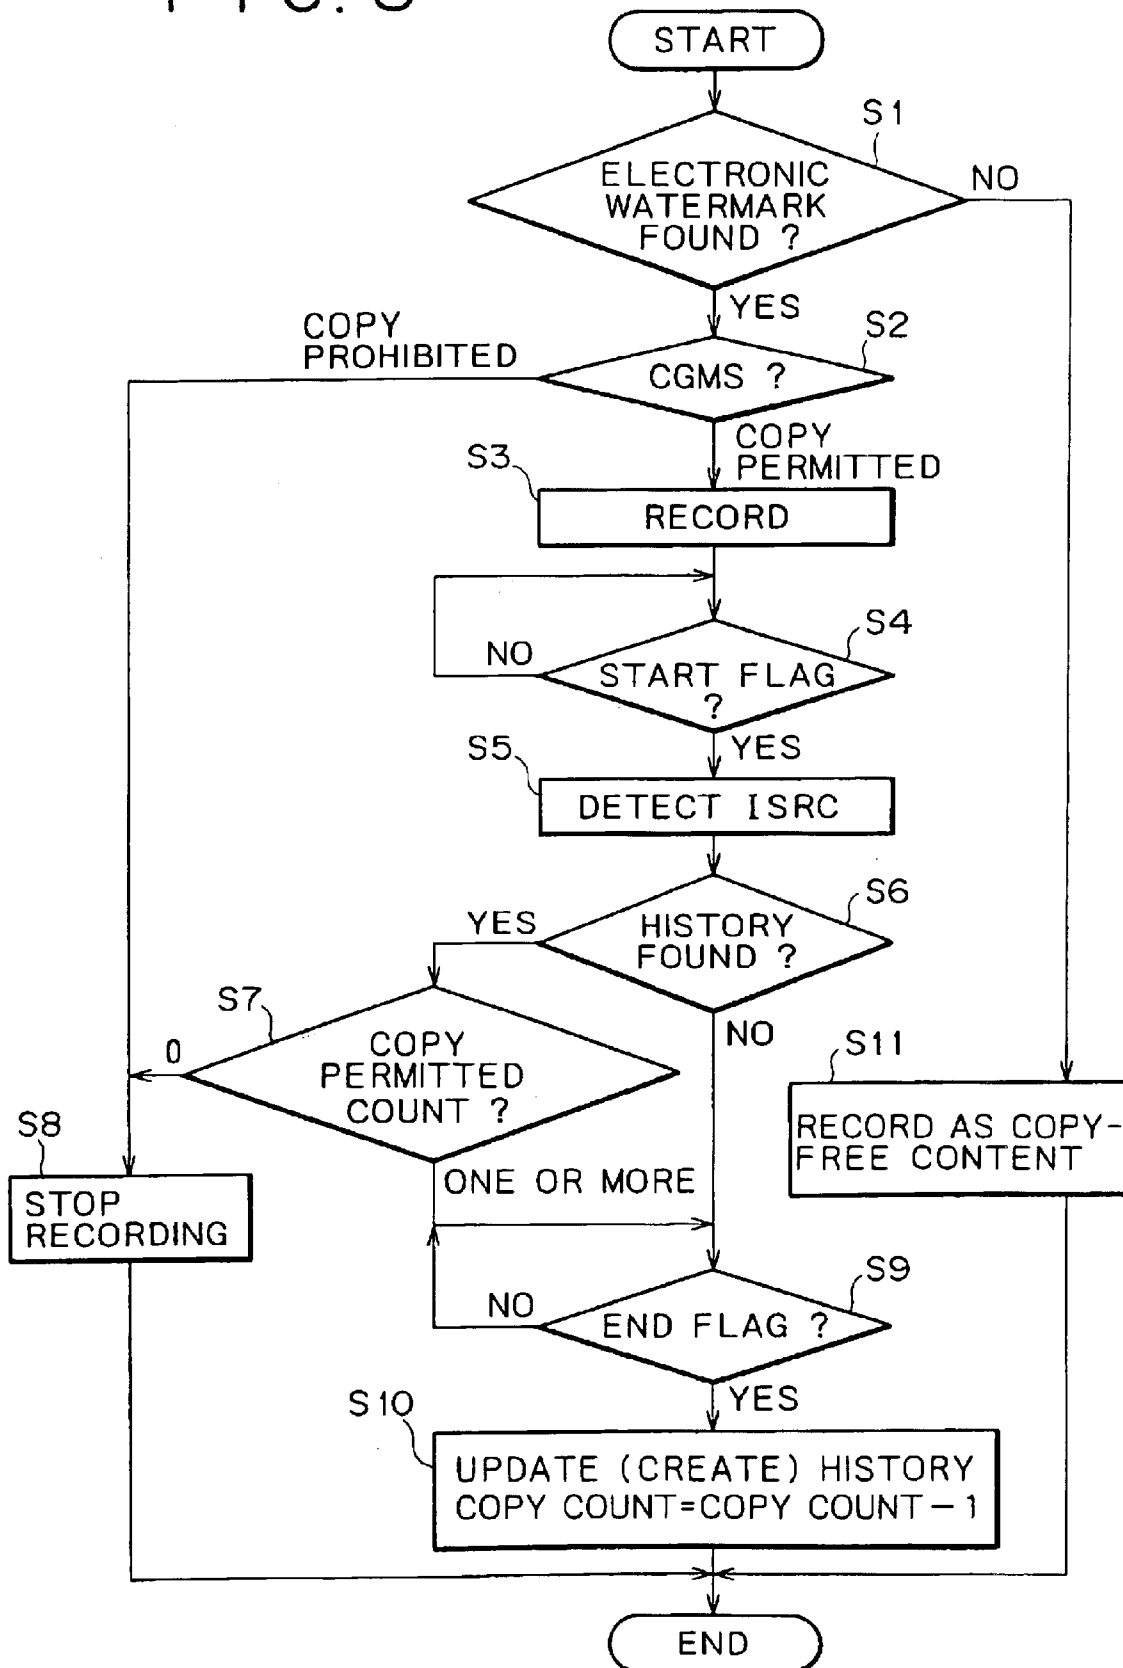 START
S1
ELECTRONIC
WATERMARK
FOUND ?
NO
YES
COPY
PROHIBITED
S2
CGMS ?
COPY
PERMITTED
S3
RECORD
S4
NO
START FLAG
?
YES
S5
DETECT ISRC
S6
YES
HISTORY
FOUND ?
NO
S7
0
COPY
PERMITTED
COUNT ?
S11
RECORD AS COPY-
FREE CONTENT
S8
ONE OR MORE
STOP
RECORDING
S9
NO
END FLAG ?
YES
S10
UPDATE (CREATE) HISTORY
COPY COUNT=COPY COUNT-1
END